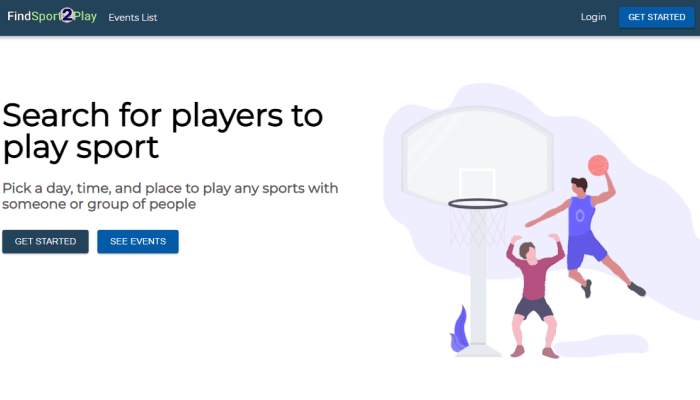 FindSport2Play Events List Login GET STARTED
Search for players to
play sport
Pick a day, time, and place to play any sports with
someone or group of people
GET STARTED SEE EVENTS
0